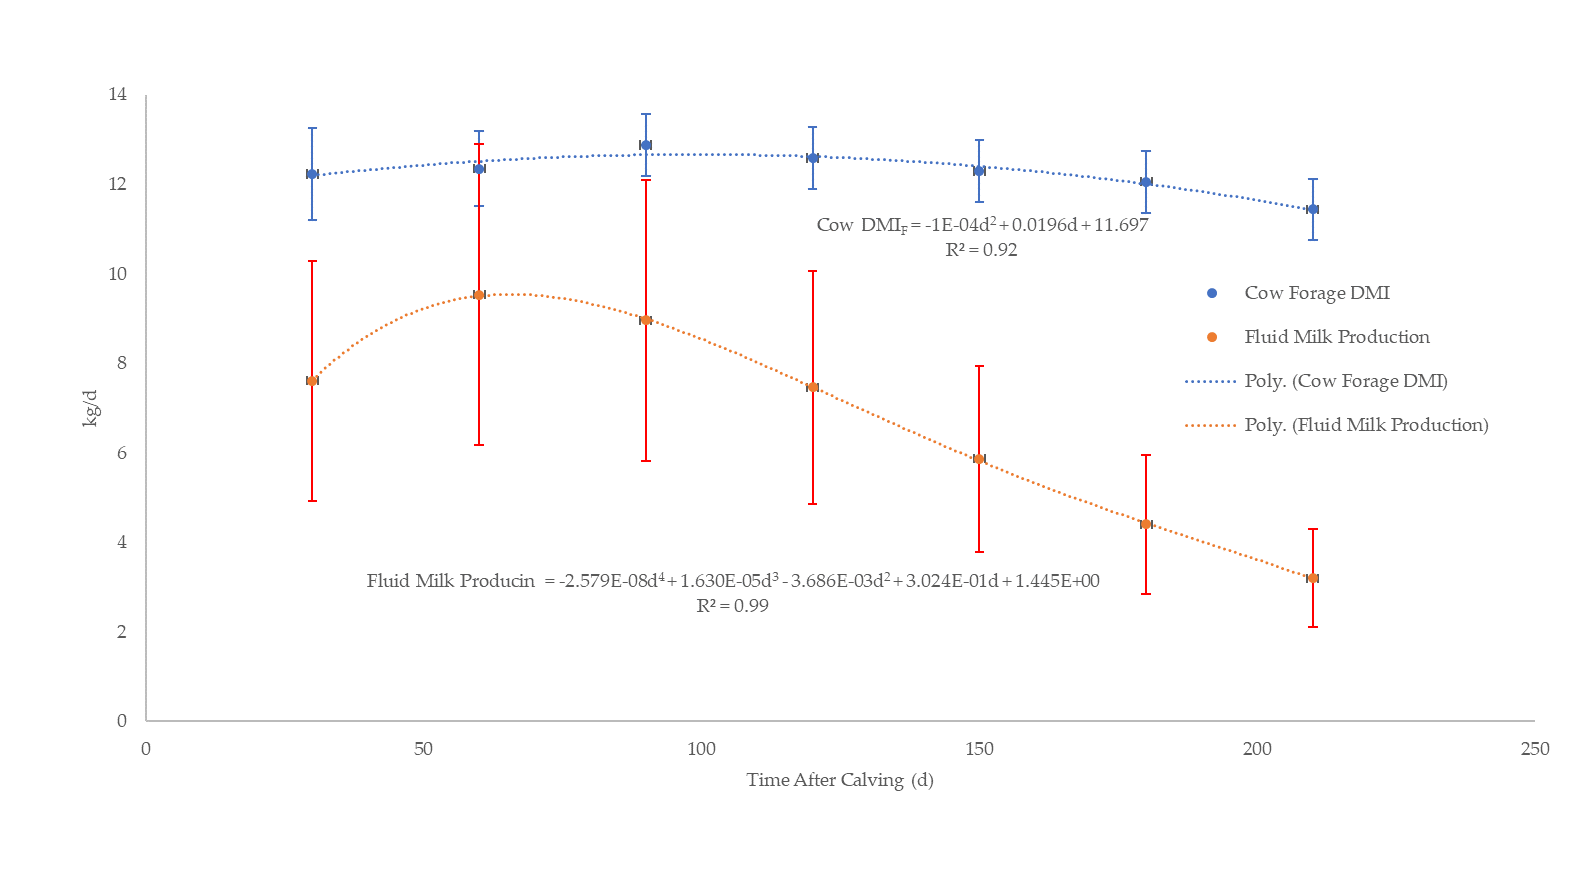 14
12
10
8
6
4
2
0
kg/d
Cow DMI_F = -1E-04d² + 0.0196d + 11.697
R² = 0.92
Cow Forage DMI
Fluid Milk Production
Poly. (Cow Forage DMI)
Poly. (Fluid Milk Production)
Fluid Milk Producin = -2.579E-08d⁴ + 1.630E-05d³ - 3.686E-03d² + 3.024E-01d + 1.445E+00
R² = 0.99
0 50 100 150 200 250
Time After Calving (d)